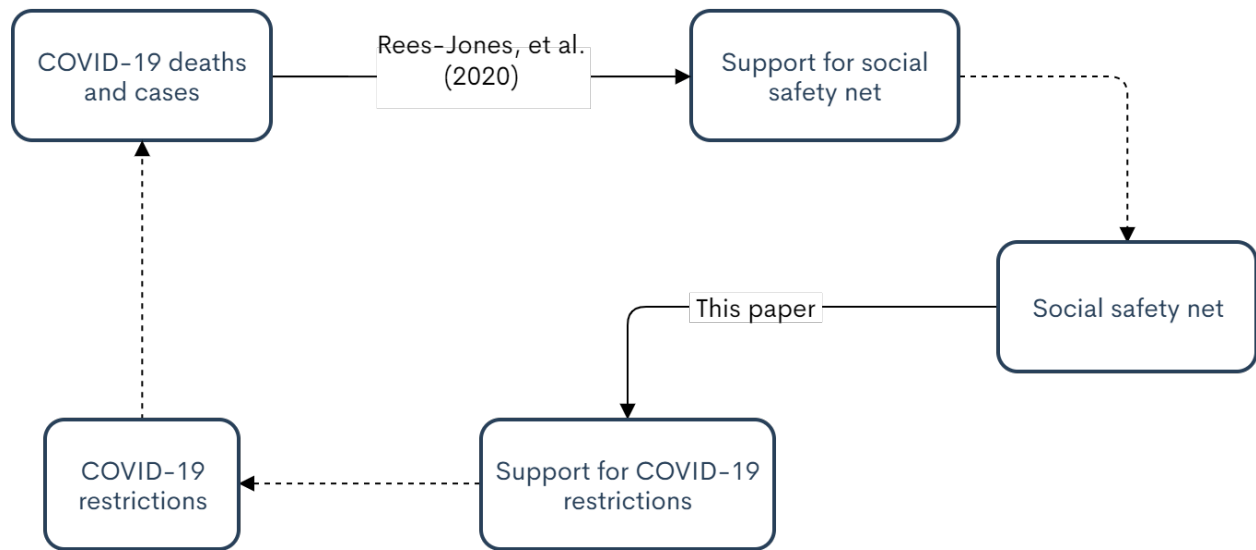 COVID-19 deaths
and cases
Rees-Jones, et al.
(2020)
Support for social
safety net
Social safety net
This paper
Support for COVID-19
restrictions
COVID-19
restrictions